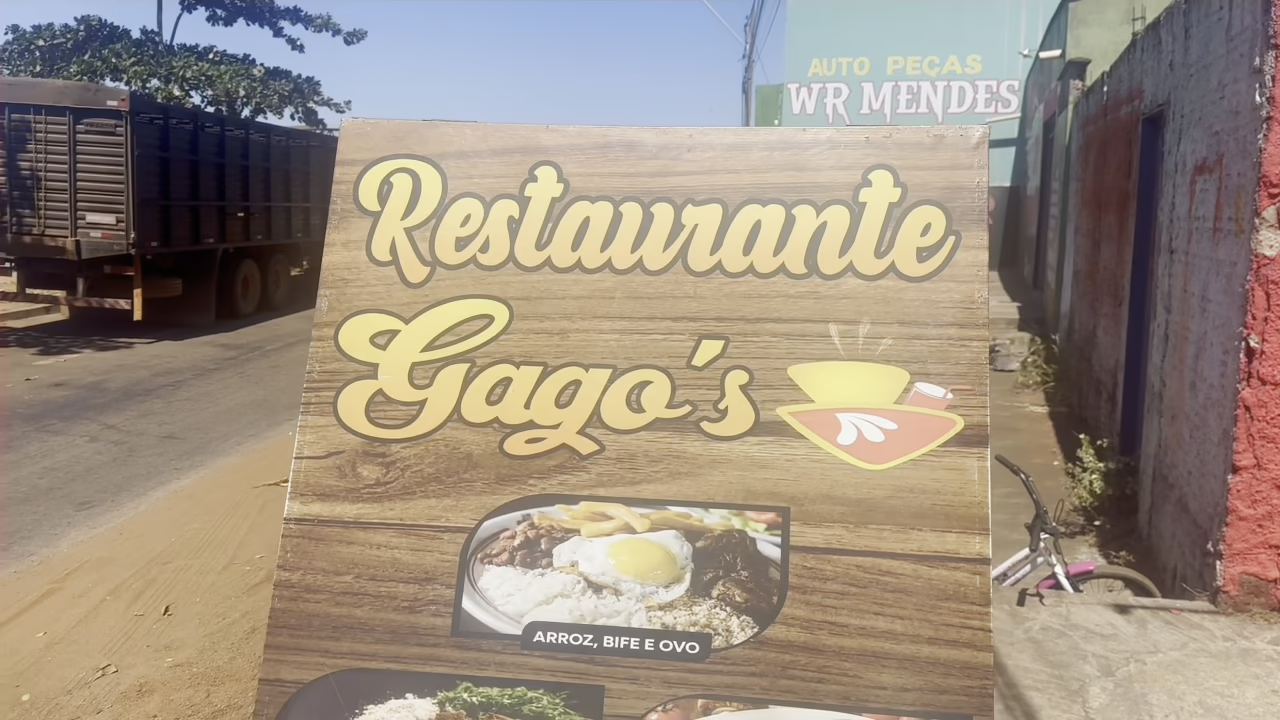 AUTO PEÇAS
WR MENDES
Restaurante
Gago's
ARROZ, BIFE E OVO